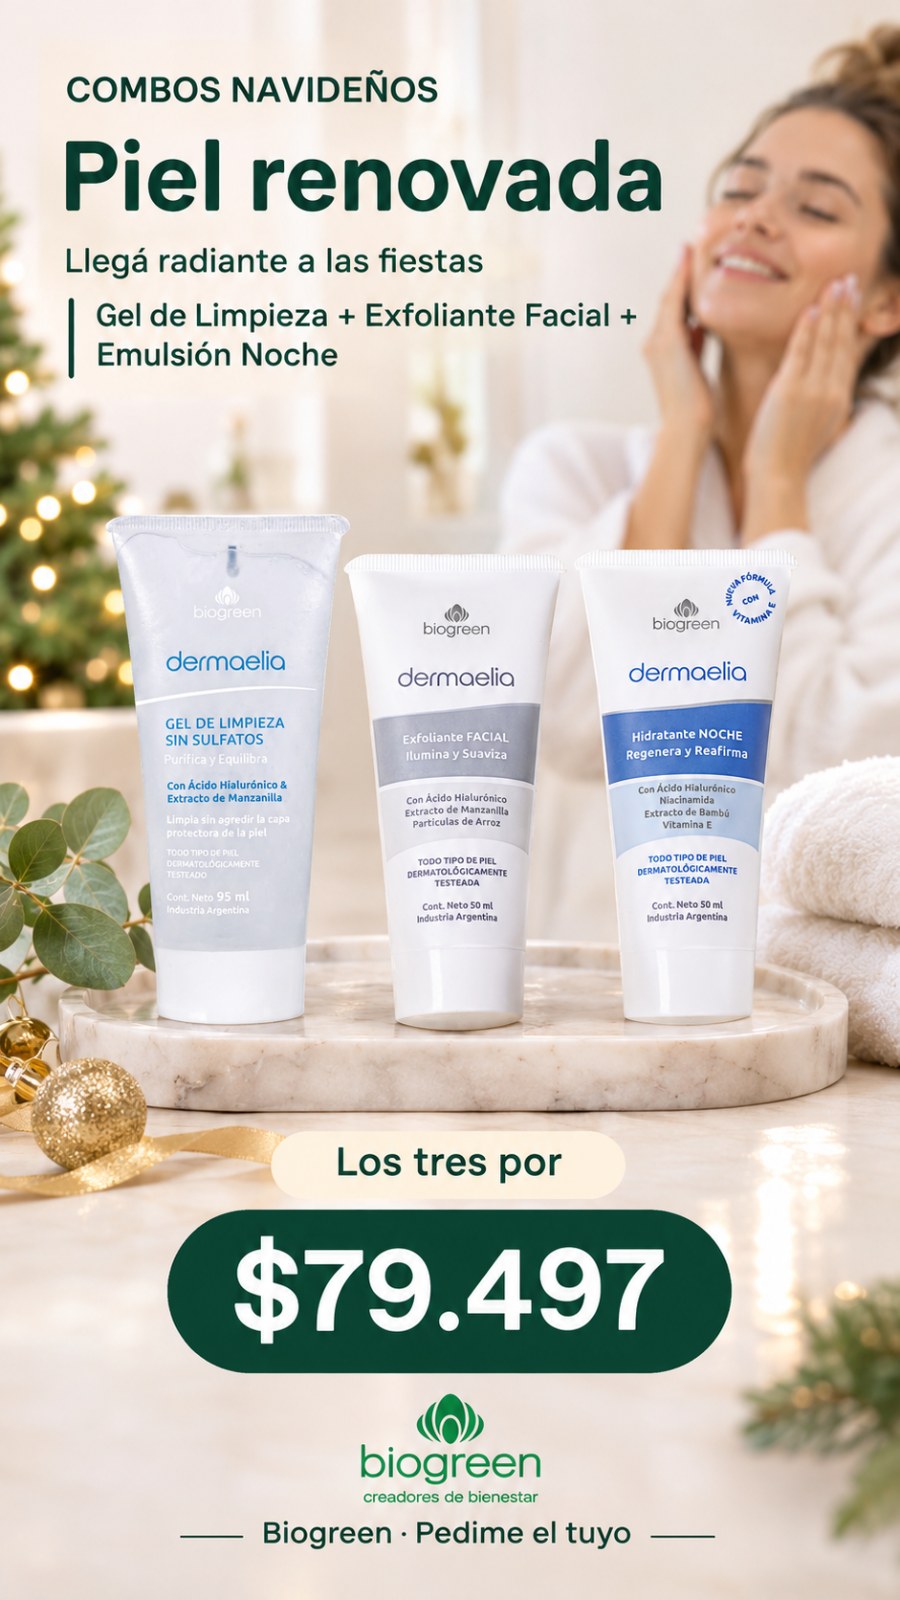 COMBOS NAVIDEÑOS
Piel renovada
Llegá radiante a las fiestas
Gel de Limpieza + Exfoliante Facial +
Emulsión Noche
biogreen
dermaelia
GEL DE LIMPIEZA
SIN SULFATOS
Purifica y Equilibra
Con Ácido Hialurónico &
Extracto de Manzanilla
Limpia sin agredir la capa
protectora de la piel
TODO TIPO DE PIEL
DERMATOLÓGICAMENTE
TESTEADO
Cont. Neto 95 ml
Industria Argentina
biogreen
dermaelia
Exfoliante FACIAL
Ilumina y Suaviza
Con Ácido Hialurónico
Extracto de Manzanilla
Partículas de Arroz
TODO TIPO DE PIEL
DERMATOLÓGICAMENTE
TESTEADA
Cont. Neto 50 ml
Industria Argentina
NUEVA FÓRMULA
CON
VITAMINA E
biogreen
dermaelia
Hidratante NOCHE
Regenera y Reafirma
Con Ácido Hialurónico
Niacinamida
Extracto de Bambú
Vitamina E
TODO TIPO DE PIEL
DERMATOLÓGICAMENTE
TESTEADA
Cont. Neto 50 ml
Industria Argentina
Los tres por
$79.497
biogreen
creadores de bienestar
Biogreen · Pedime el tuyo